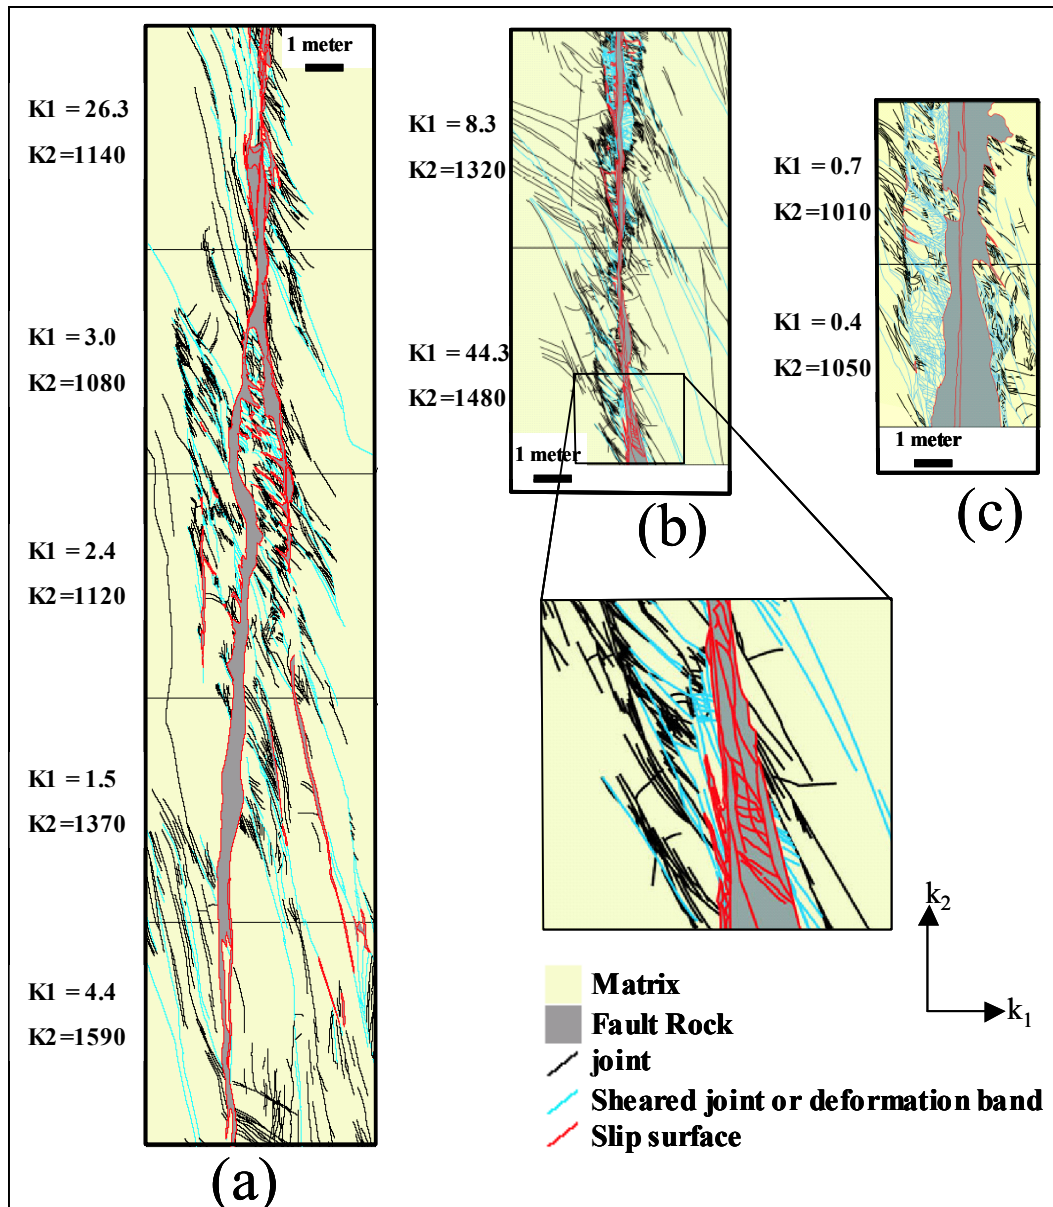 1 meter
K1 = 26.3
K2=1140
K1 = 3.0
K2=1080
K1 = 2.4
K2=1120
K1 = 1.5
K2=1370
K1 = 4.4
K2=1590
(a)
K1 = 8.3
K2=1320
K1 = 44.3
K2=1480
1 meter
(b)
K1 = 0.7
K2=1010
K1 = 0.4
K2=1050
1 meter
(c)
k2
k1
Matrix
Fault Rock
joint
Sheared joint or deformation band
Slip surface